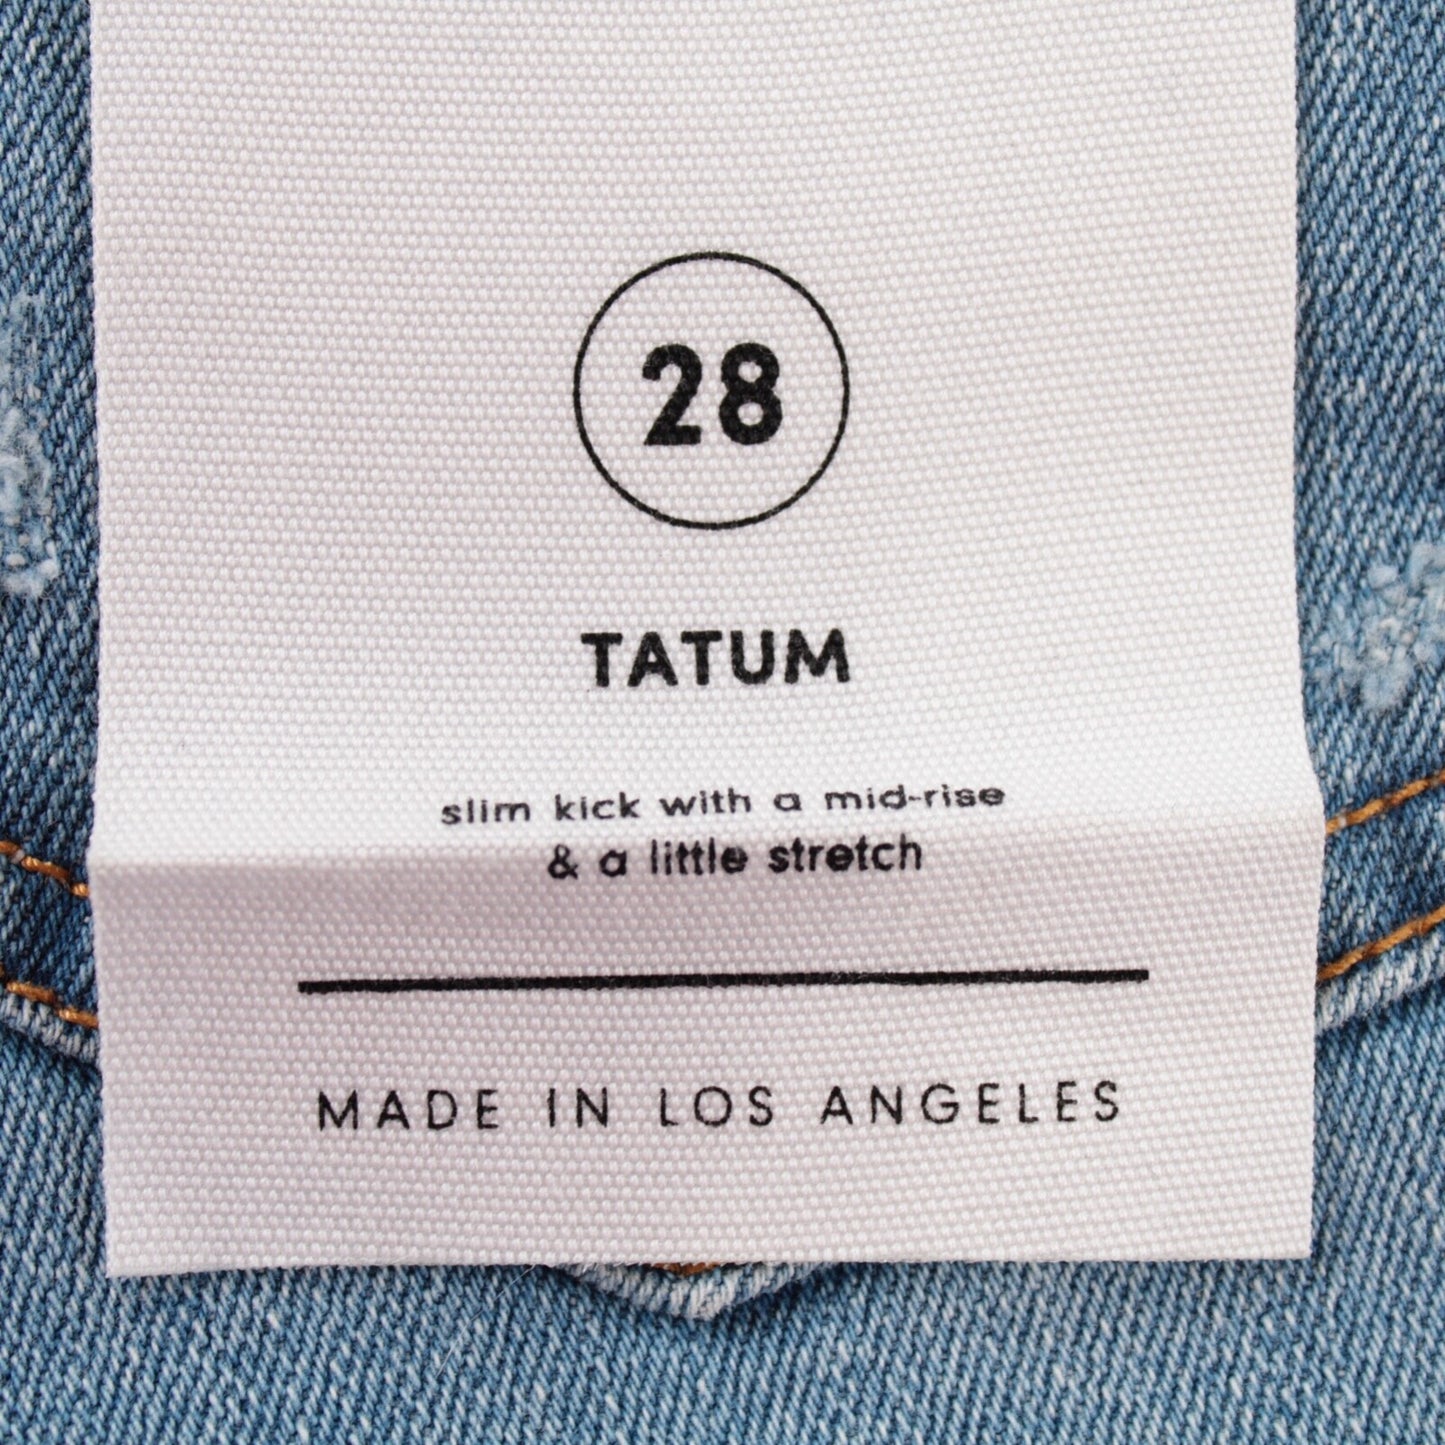 28
TATUM
slim kick with a mid-rise
& a little stretch
MADE IN LOS ANGELES